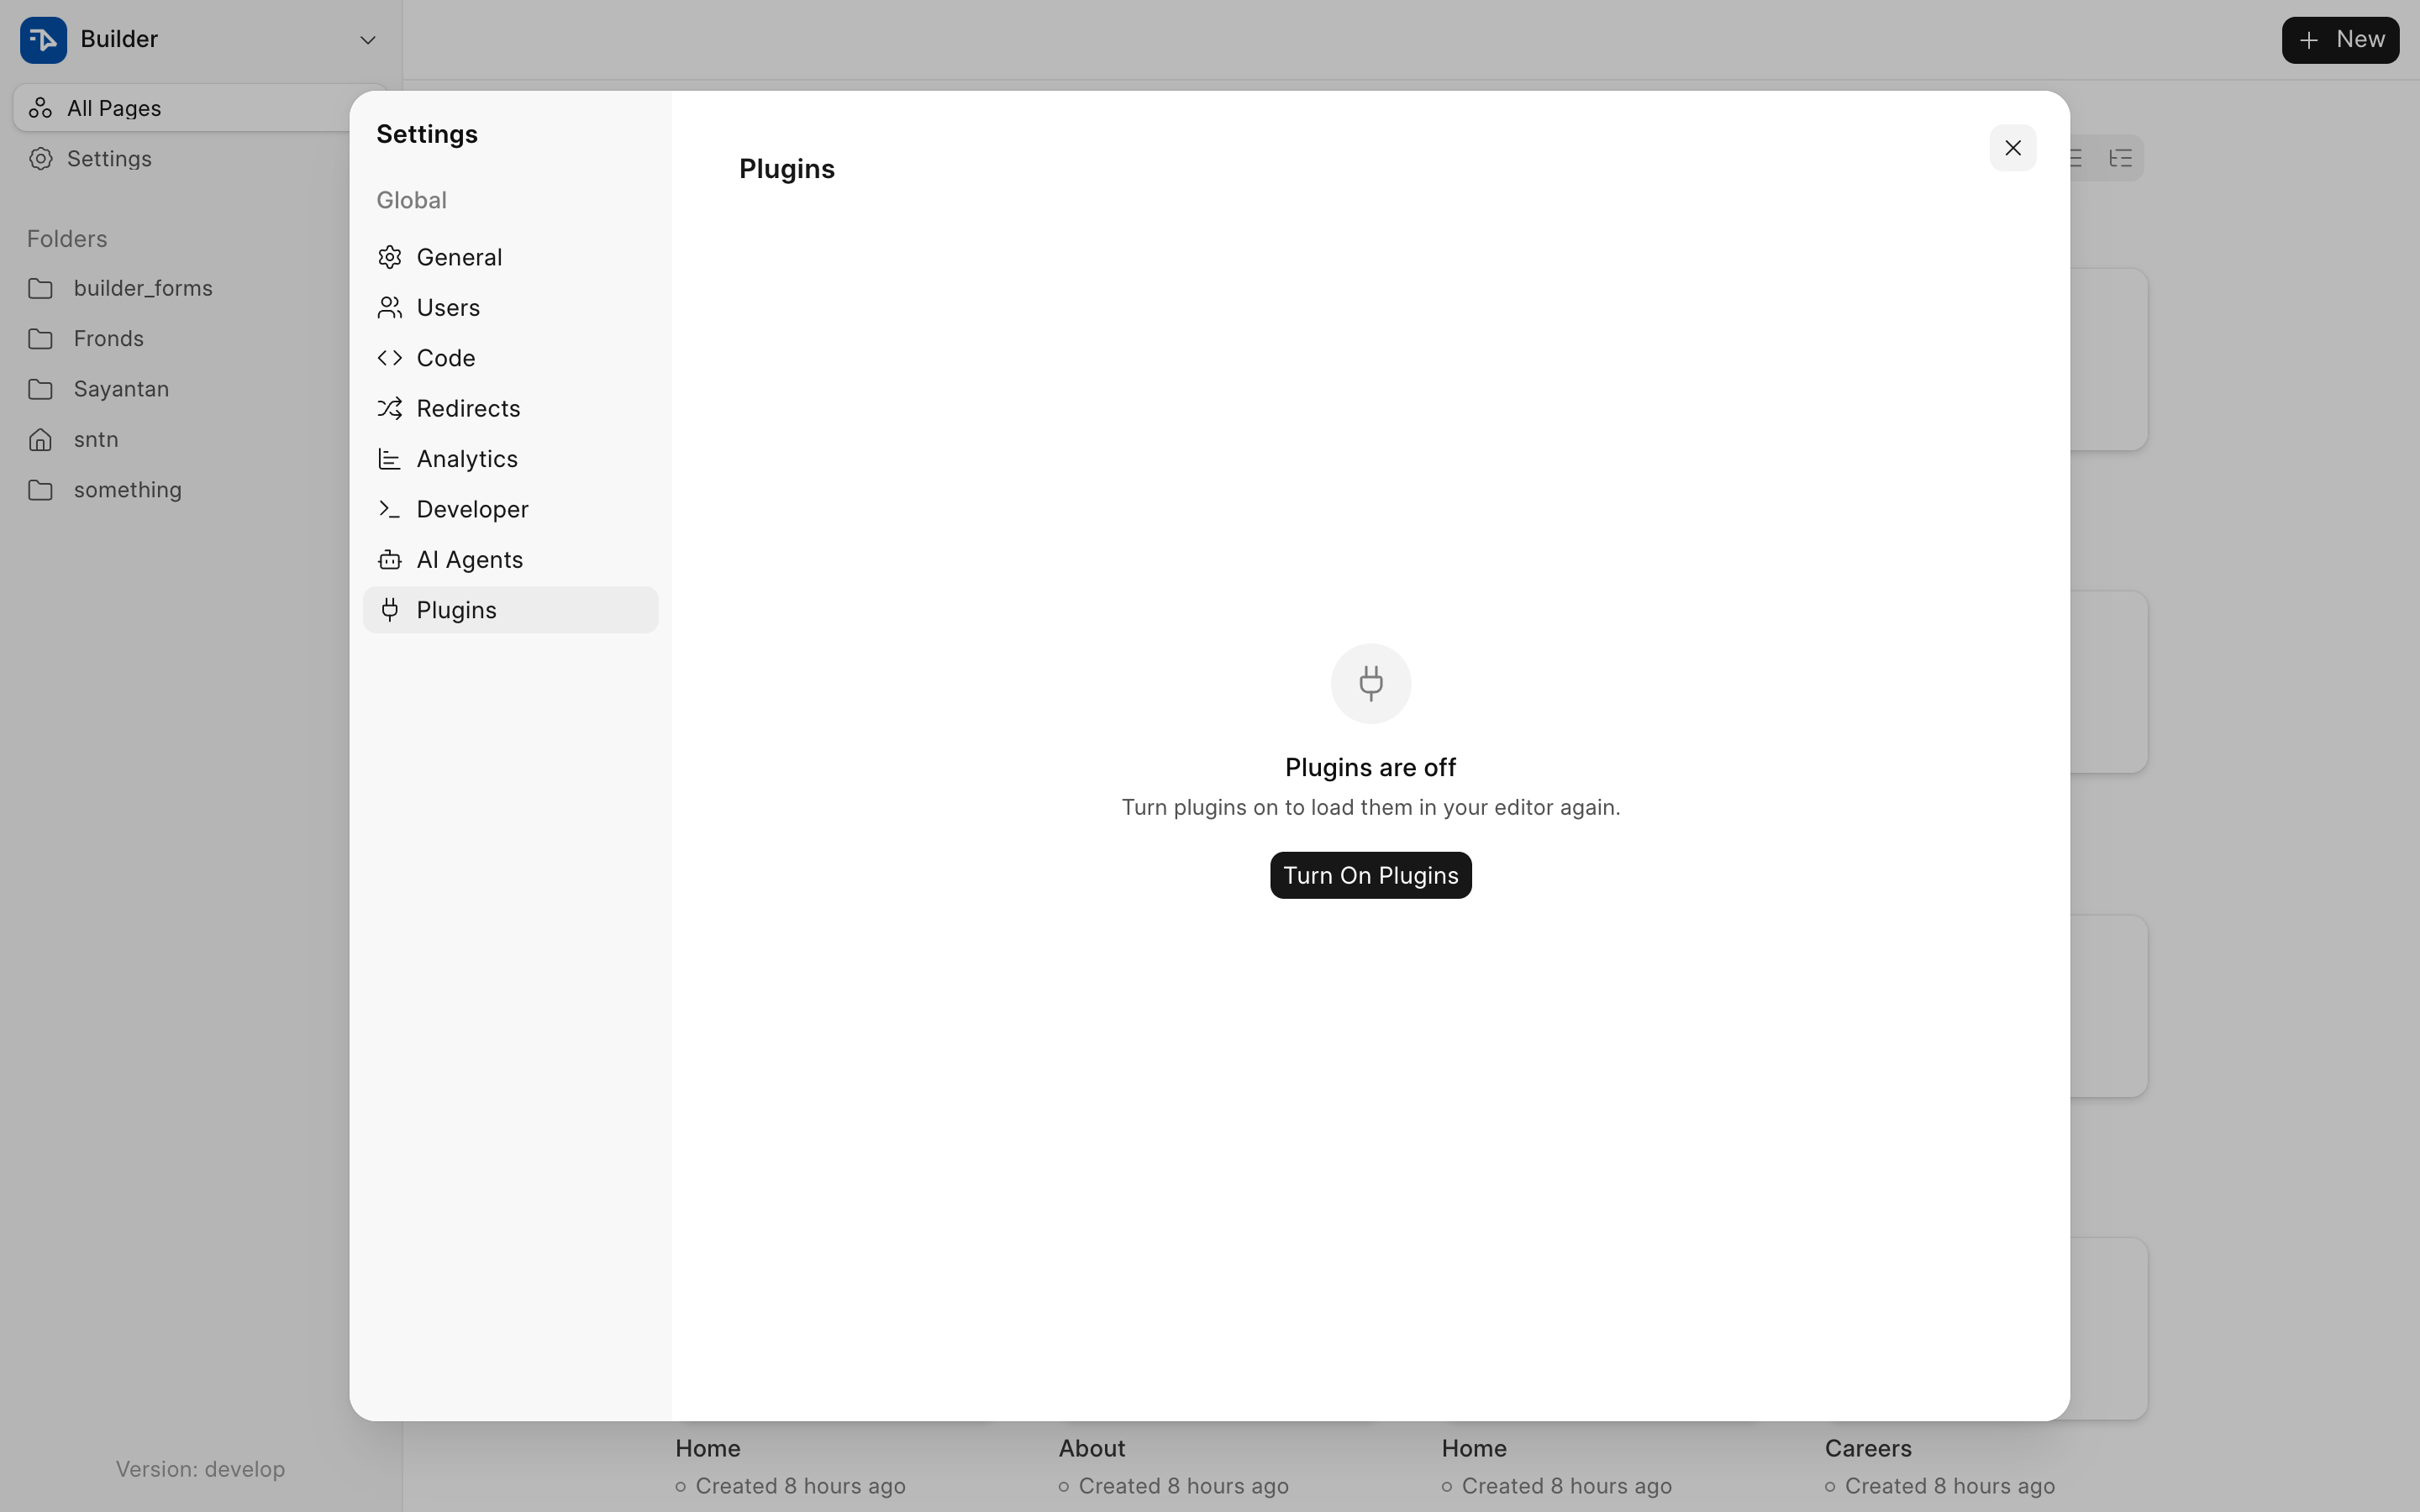 Builder
New
All Pages
Settings
Folders
builder_forms
Fronds
Sayantan
sntn
something
Version: develop
Settings
Global
General
Users
Code
Redirects
Analytics
Developer
AI Agents
Plugins
Plugins
Plugins are off
Turn plugins on to load them in your editor again.
Turn On Plugins
Home
Created 8 hours ago
About
Created 8 hours ago
Home
Created 8 hours ago
Careers
Created 8 hours ago